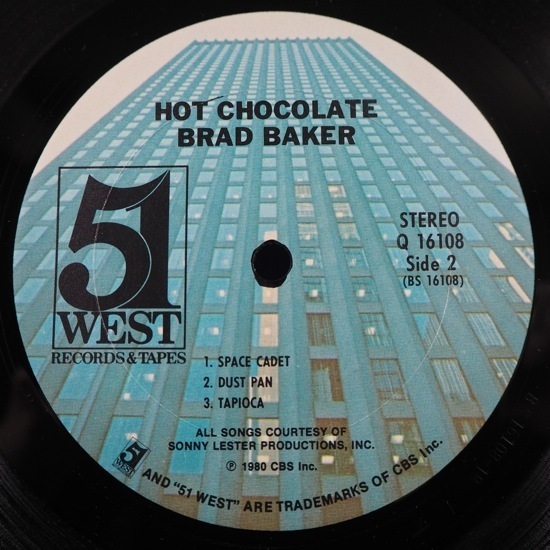 HOT CHOCOLATE
BRAD BAKER
51
WEST
RECORDS & TAPES
STEREO
Q 16108
Side 2
(BS 16108)
1. SPACE CADET
2. DUST PAN
3. TAPIOCA
ALL SONGS COURTESY OF
SONNY LESTER PRODUCTIONS, INC.
℗ 1980 CBS Inc.
51
WEST
AND "51 WEST" ARE TRADEMARKS OF CBS Inc.